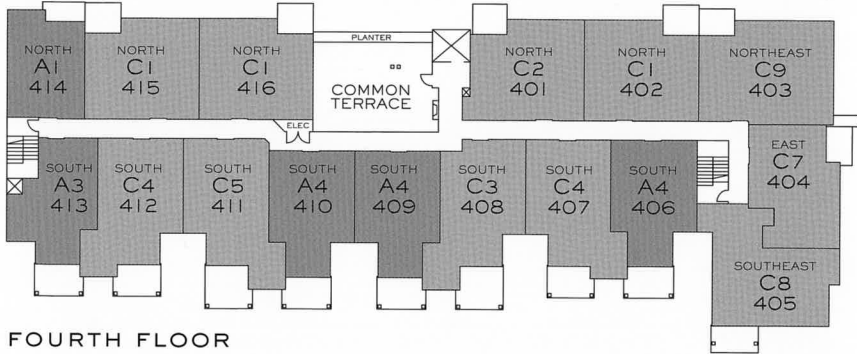 NORTH
A1
414
NORTH
C1
415
NORTH
C1
416
PLANTER
COMMON
TERRACE
ELEC
NORTH
C2
401
NORTH
C1
402
NORTHEAST
C9
403
EAST
C7
404
SOUTH
A3
413
SOUTH
C4
412
SOUTH
C5
411
SOUTH
A4
410
SOUTH
A4
409
SOUTH
C3
408
SOUTH
C4
407
SOUTH
A4
406
SOUTHEAST
C8
405
FOURTH FLOOR